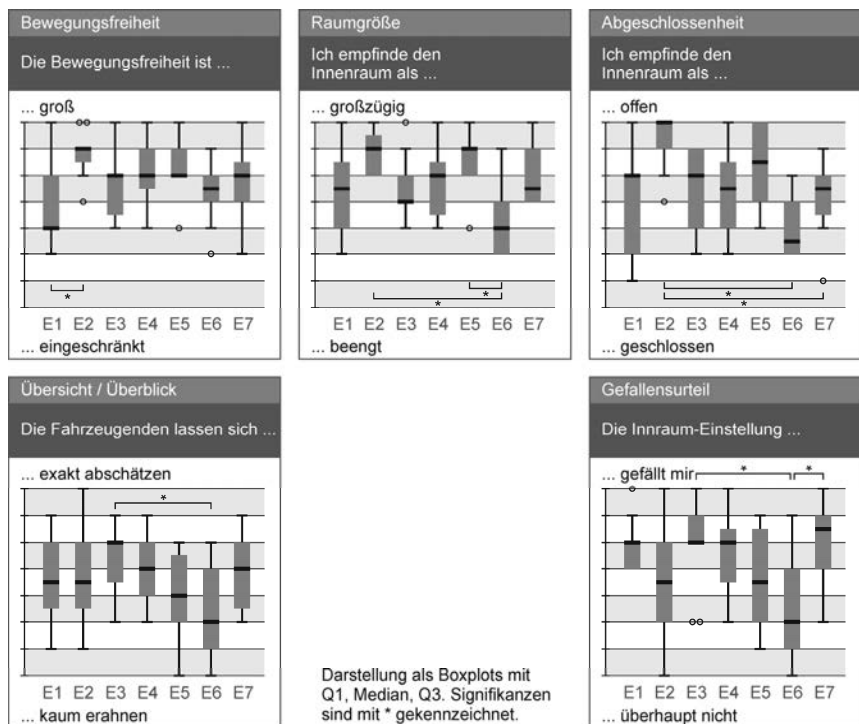 Bewegungsfreiheit
Die Bewegungsfreiheit ist ...
... groß
*
E1 E2 E3 E4 E5 E6 E7
... eingeschränkt
Raumgröße
Ich empfinde den
Innenraum als ...
... großzügig
*
*
E1 E2 E3 E4 E5 E6 E7
... beengt
Abgeschlossenheit
Ich empfinde den
Innenraum als ...
... offen
*
*
E1 E2 E3 E4 E5 E6 E7
... geschlossen
Übersicht / Überblick
Die Fahrzeugenden lassen sich ...
... exakt abschätzen
*
E1 E2 E3 E4 E5 E6 E7
... kaum erahnen
Darstellung als Boxplots mit
Q1, Median, Q3. Signifikanzen
sind mit * gekennzeichnet.
Gefallensurteil
Die Innraum-Einstellung ...
... gefällt mir
* *
E1 E2 E3 E4 E5 E6 E7
... überhaupt nicht